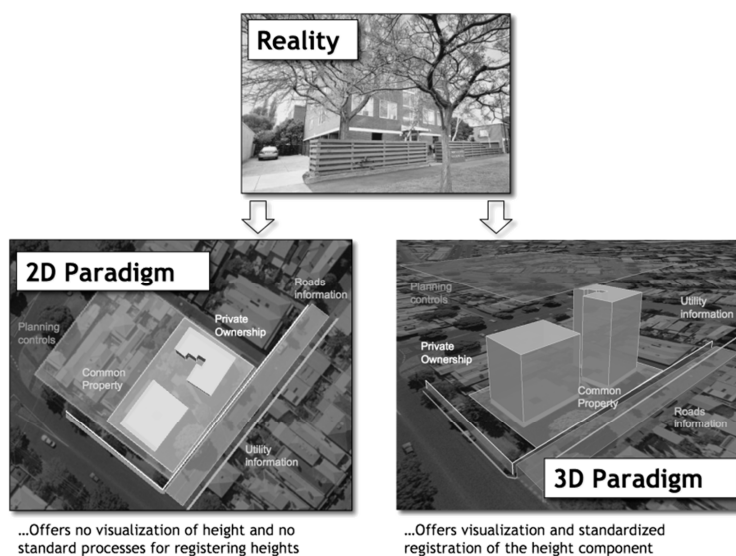 Reality
2D Paradigm
Roads
information
Planning
controls
Private
Ownership
Common
Property
Utility
information
...Offers no visualization of height and no
standard processes for registering heights
Planning
controls
Utility
information
Private
Ownership
Common
Property
Roads
information
3D Paradigm
...Offers visualization and standardized
registration of the height component